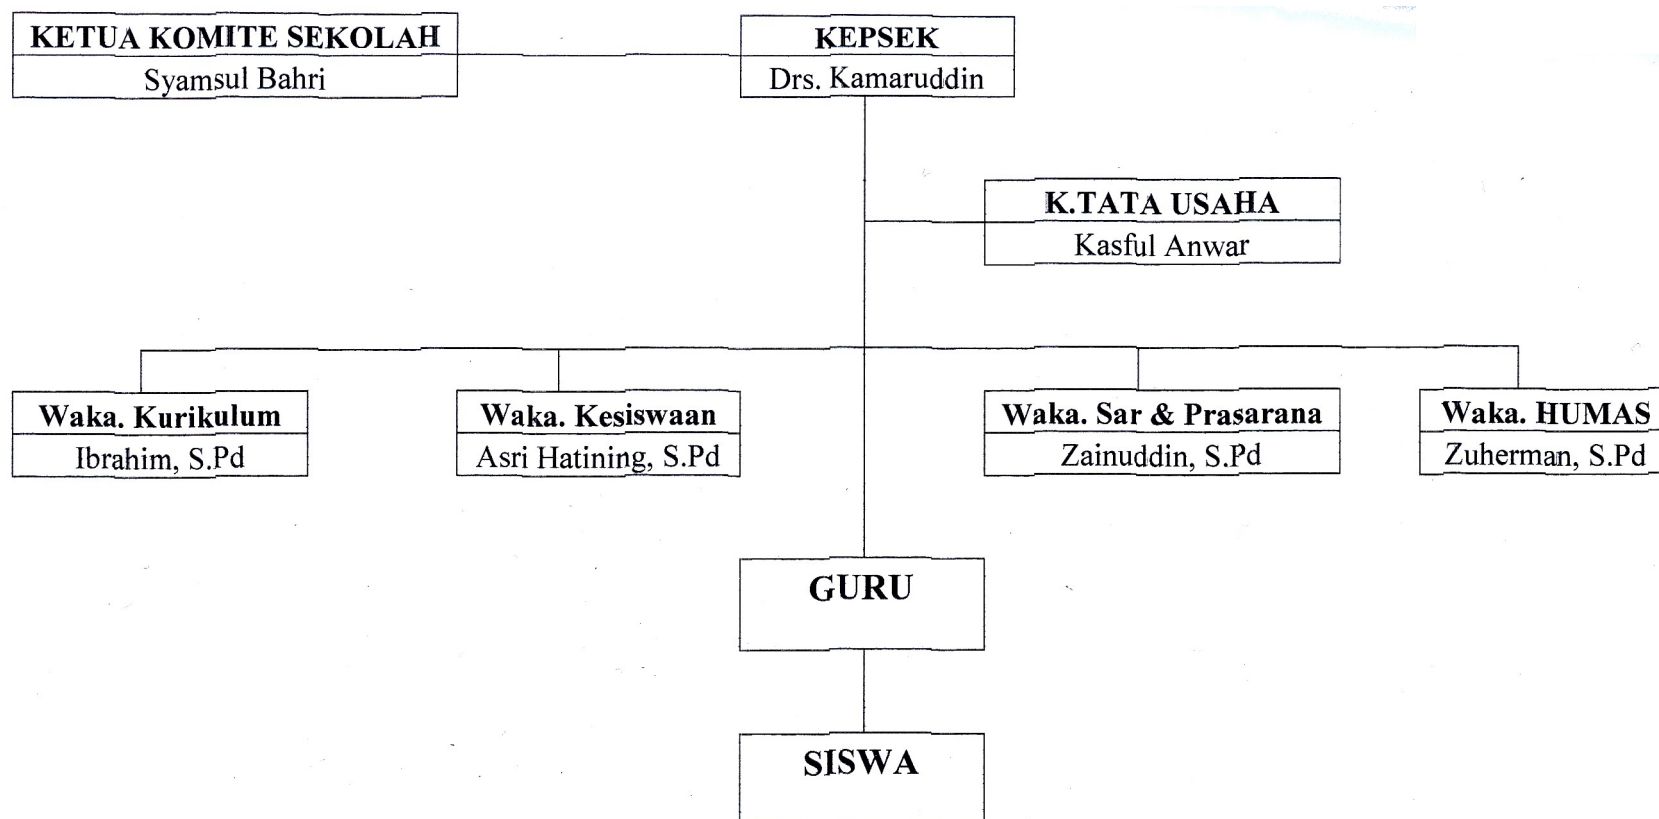 KETUA KOMITE SEKOLAH
Syamsul Bahri
KEPSEK
Drs. Kamaruddin
K.TATA USAHA
Kasful Anwar
Waka. Kurikulum
Ibrahim, S.Pd
Waka. Kesiswaan
Asri Hatining, S.Pd
Waka. Sar & Prasarana
Zainuddin, S.Pd
Waka. HUMAS
Zuherman, S.Pd
GURU
SISWA